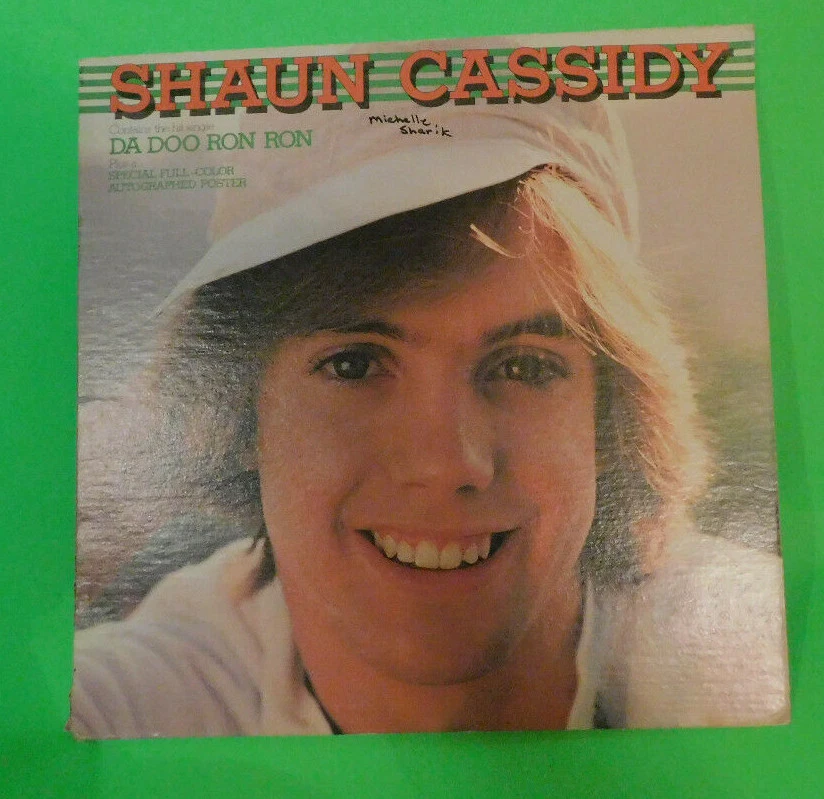 SHAUN CASSIDY
Contains the hit single
DA DOO RON RON
Plus a
SPECIAL FULL-COLOR
AUTOGRAPHED POSTER
Michelle
Sharik